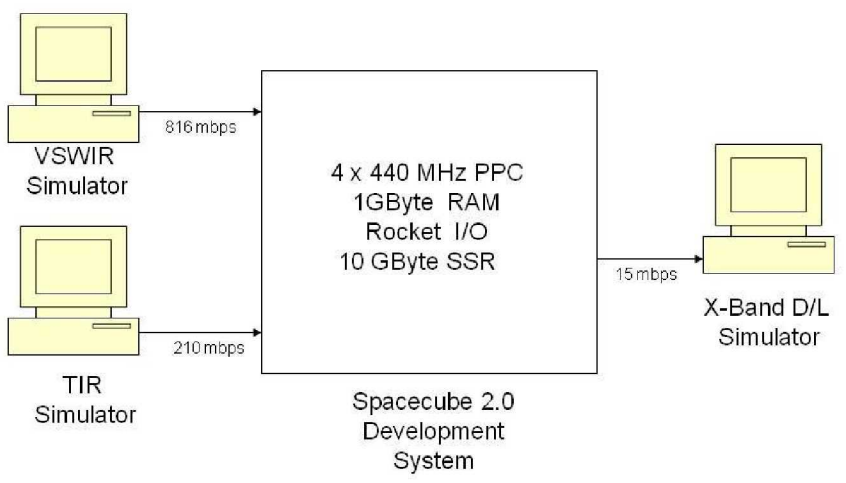 816 mbps
VSWIR
Simulator
4 x 440 MHz PPC
1GByte RAM
Rocket I/O
10 GByte SSR
15 mbps
X-Band D/L
Simulator
210 mbps
TIR
Simulator
Spacecube 2.0
Development
System